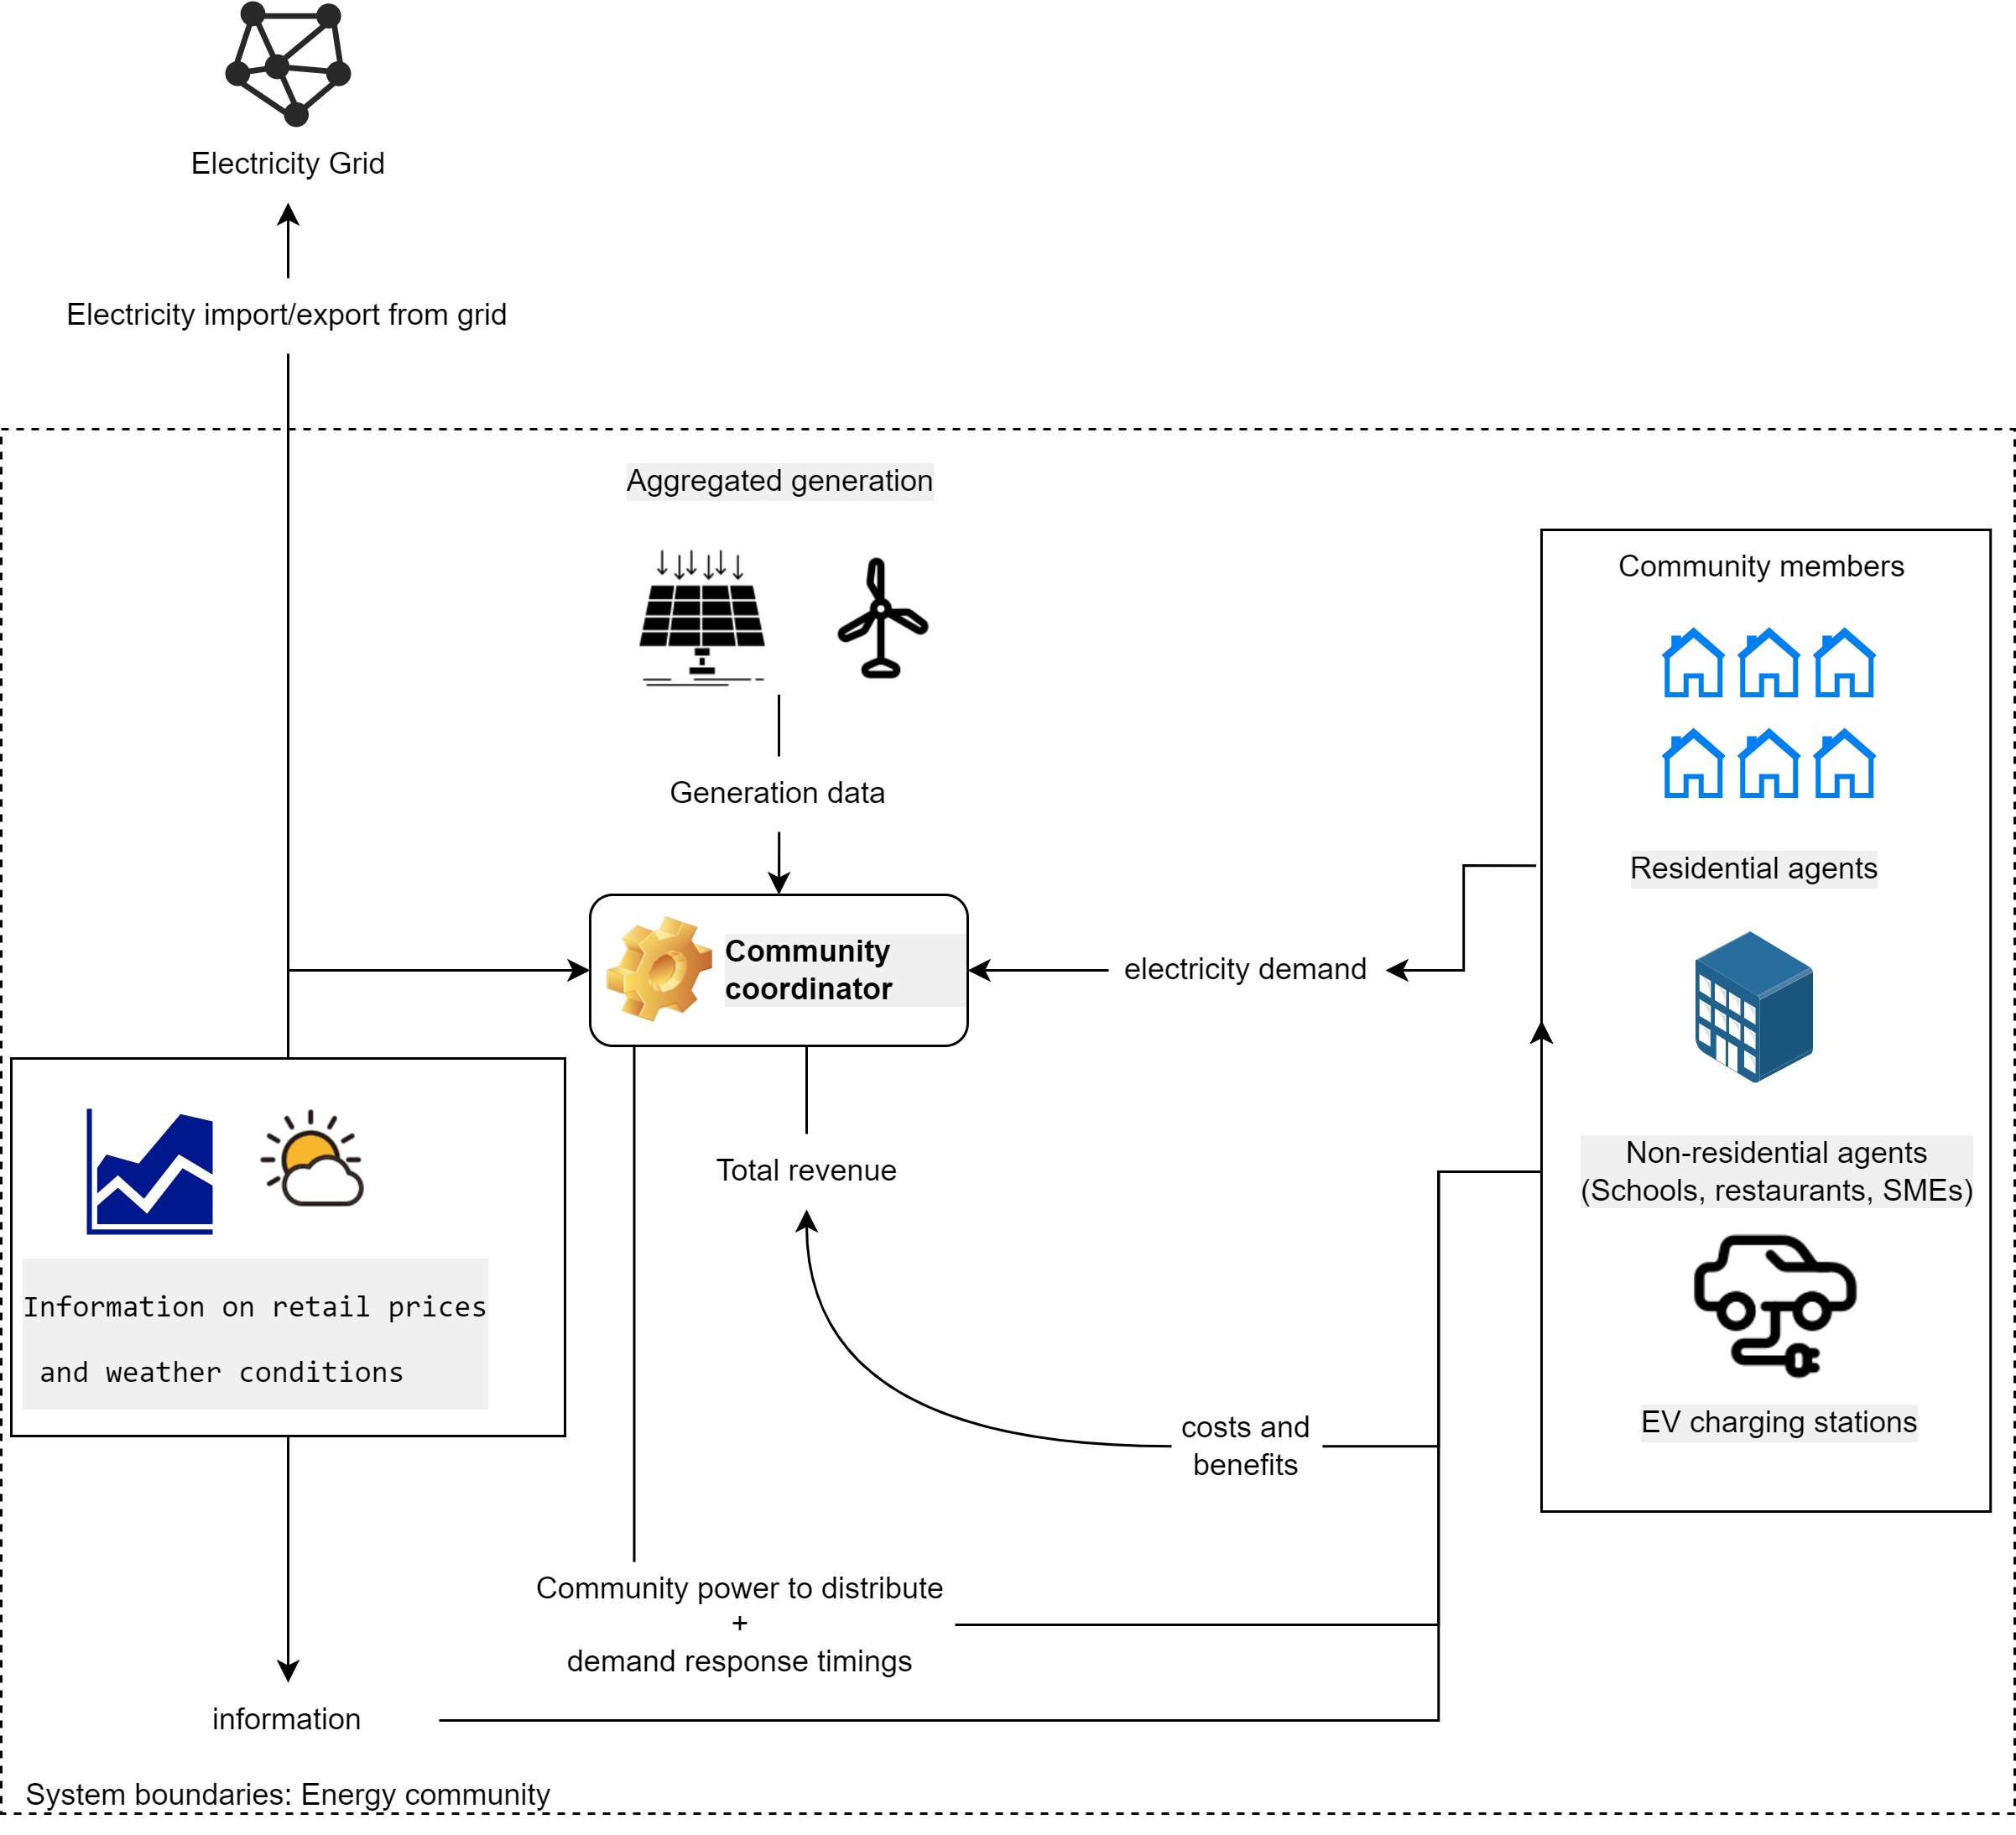 Electricity Grid
Electricity import/export from grid
Aggregated generation
Community members
Generation data
Residential agents
Community
coordinator
electricity demand
Non-residential agents
(Schools, restaurants, SMEs)
Total revenue
Information on retail prices
and weather conditions
EV charging stations
costs and
benefits
Community power to distribute
+
demand response timings
information
System boundaries: Energy community